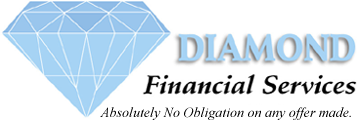 DIAMOND
Financial Services
Absolutely No Obligation on any offer made.